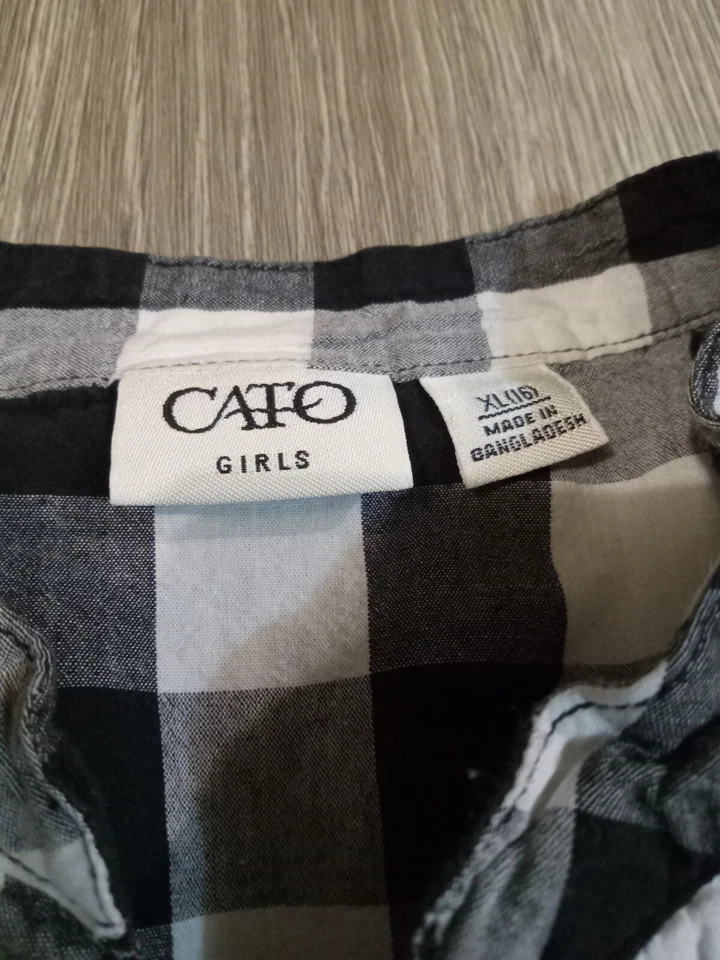 CATO
GIRLS
XL(16)
MADE IN
BANGLADESH